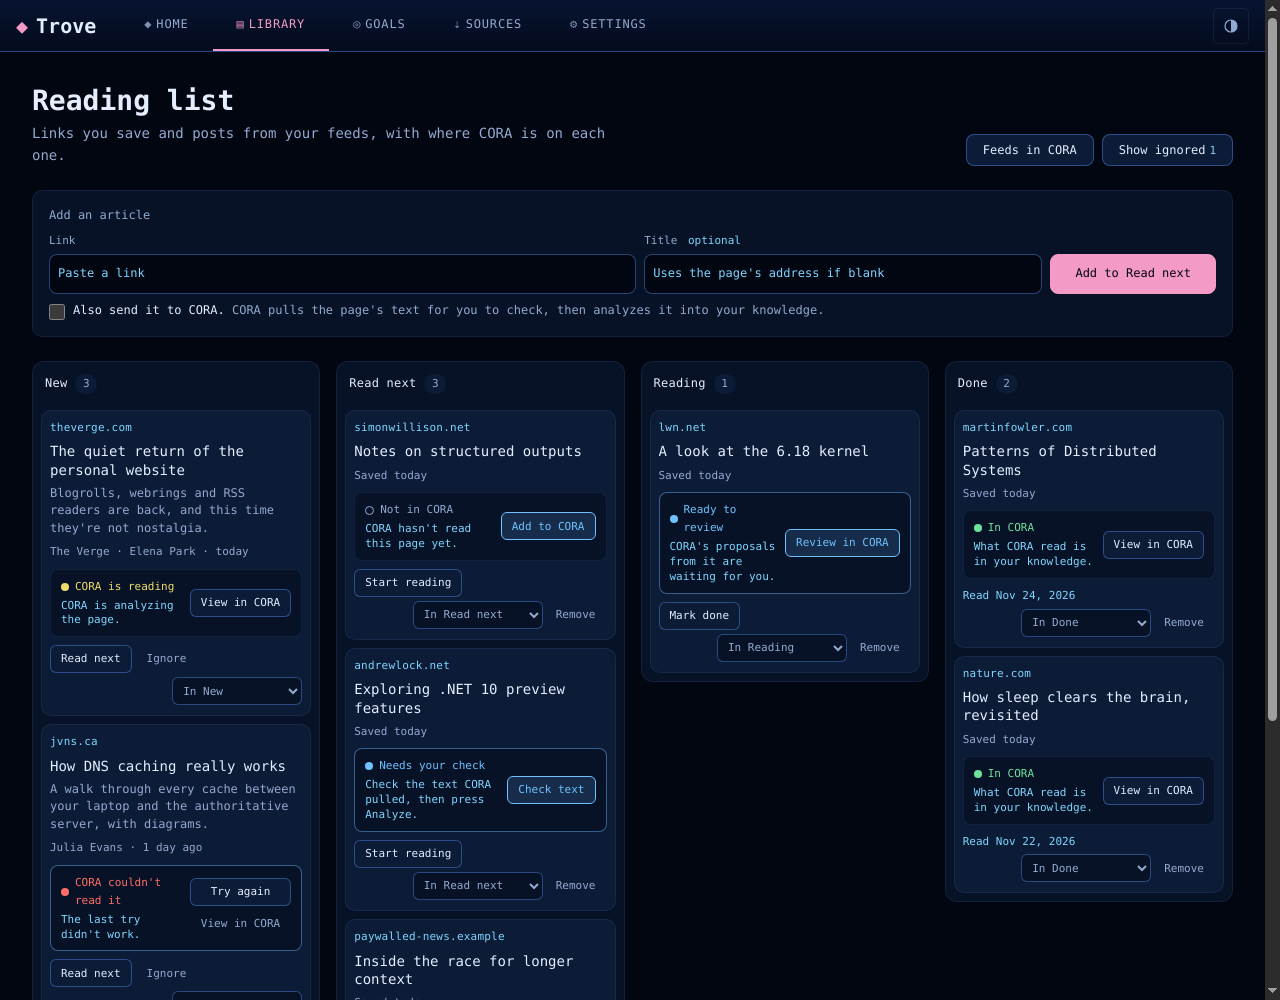 ◆ Trove
◆ HOME
▤ LIBRARY
◎ GOALS
↓ SOURCES
⚙ SETTINGS
Reading list
Links you save and posts from your feeds, with where CORA is on each
one.
Feeds in CORA
Show ignored 1
Add an article
Link
Title optional
Paste a link
Uses the page's address if blank
Add to Read next
Also send it to CORA. CORA pulls the page's text for you to check, then analyzes it into your knowledge.
New 3
theverge.com
The quiet return of the
personal website
Blogrolls, webrings and RSS
readers are back, and this time
they're not nostalgia.
The Verge · Elena Park · today
CORA is reading
CORA is analyzing
the page.
View in CORA
Read next
Ignore
In New
jvns.ca
How DNS caching really works
A walk through every cache between
your laptop and the authoritative
server, with diagrams.
Julia Evans · 1 day ago
CORA couldn't
read it
The last try
didn't work.
Try again
View in CORA
Read next
Ignore
Read next 3
simonwillison.net
Notes on structured outputs
Saved today
Not in CORA
CORA hasn't read
this page yet.
Add to CORA
Start reading
In Read next
Remove
andrewlock.net
Exploring .NET 10 preview
features
Saved today
Needs your check
Check the text CORA
pulled, then press
Analyze.
Check text
Start reading
In Read next
Remove
paywalled-news.example
Inside the race for longer
context
Saved today
Reading 1
lwn.net
A look at the 6.18 kernel
Saved today
Ready to
review
CORA's proposals
from it are
waiting for you.
Review in CORA
Mark done
In Reading
Remove
Done 2
martinfowler.com
Patterns of Distributed
Systems
Saved today
In CORA
What CORA read is
in your knowledge.
View in CORA
Read Nov 24, 2026
In Done
Remove
nature.com
How sleep clears the brain,
revisited
Saved today
In CORA
What CORA read is
in your knowledge.
View in CORA
Read Nov 22, 2026
In Done
Remove